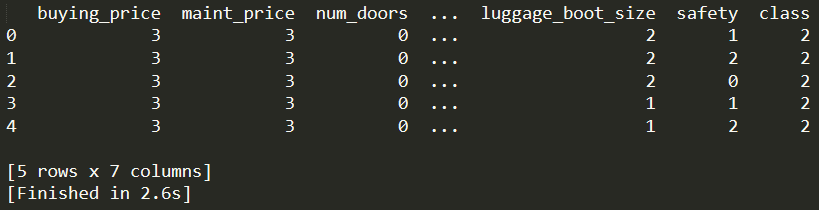 buying_price maint_price num_doors ... luggage_boot_size safety class
0 3 3 0 ... 2 1 2
1 3 3 0 ... 2 2 2
2 3 3 0 ... 2 0 2
3 3 3 0 ... 1 1 2
4 3 3 0 ... 1 2 2
[5 rows x 7 columns]
[Finished in 2.6s]